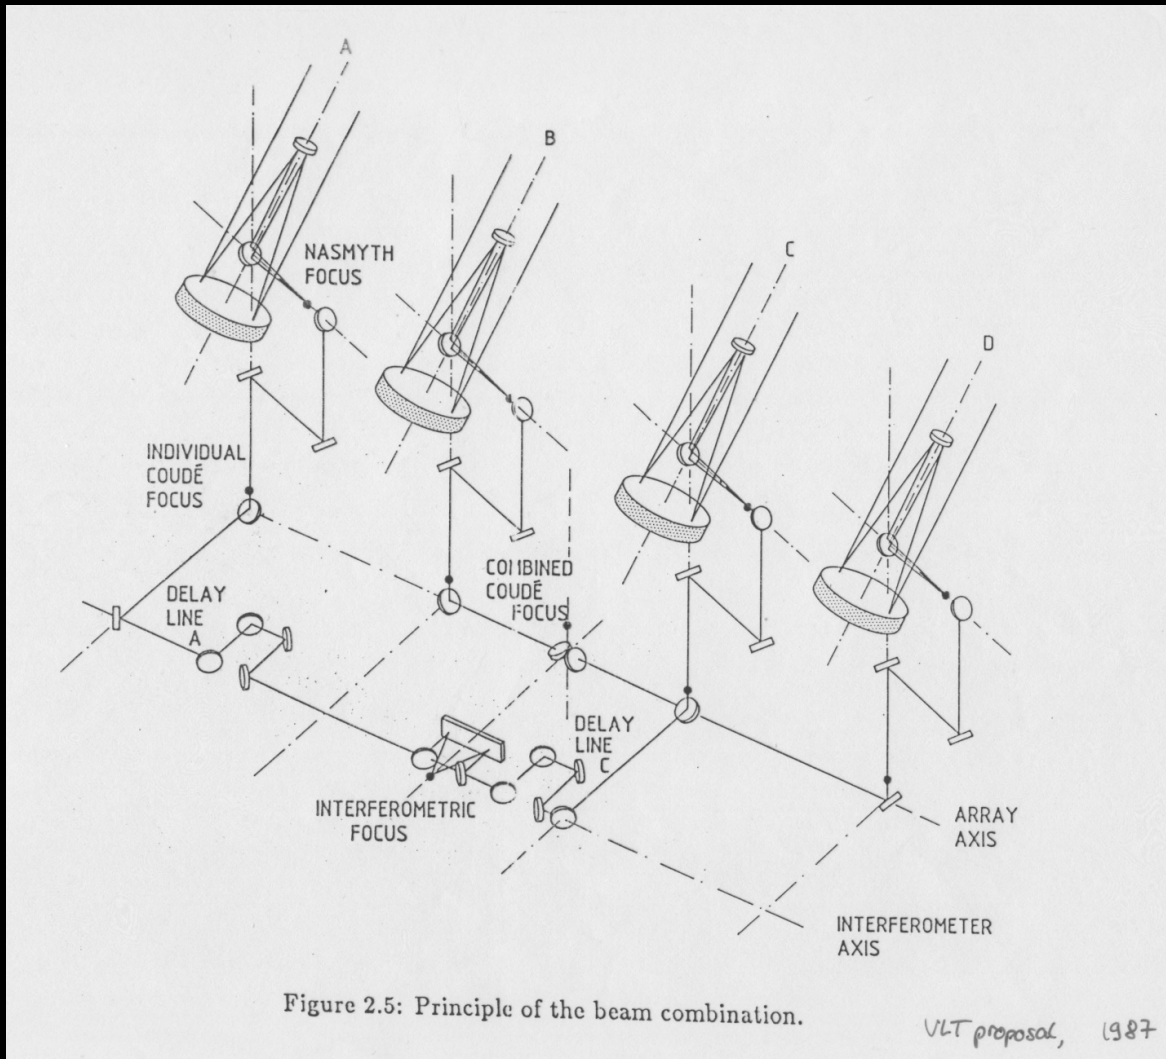 A
B
C
D
NASMYTH
FOCUS
INDIVIDUAL
COUDÉ
FOCUS
COMBINED
COUDÉ
FOCUS
DELAY
LINE
A
DELAY
LINE
C
INTERFEROMETRIC
FOCUS
ARRAY
AXIS
INTERFEROMETER
AXIS
Figure 2.5: Principle of the beam combination.
VLT proposal, 1987